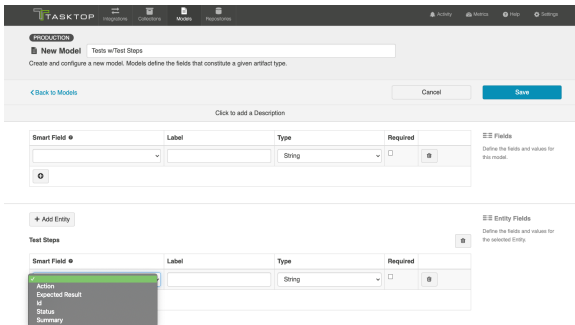 TASKTOP
Integrations
Collections
Models
Repositories
Activity
Metrics
Help
Settings
PRODUCTION
New Model
Tests w/Test Steps
Create and configure a new model. Models define the fields that constitute a given artifact type.
Back to Models
Cancel
Save
Click to add a Description
Smart Field
Label
Type
Required
String
Fields
Define the fields and values for
this model.
+ Add Entity
Test Steps
Entity Fields
Define the fields and values for
the selected Entity.
Smart Field
Label
Type
Required
String
Action
Expected Result
Id
Status
Summary